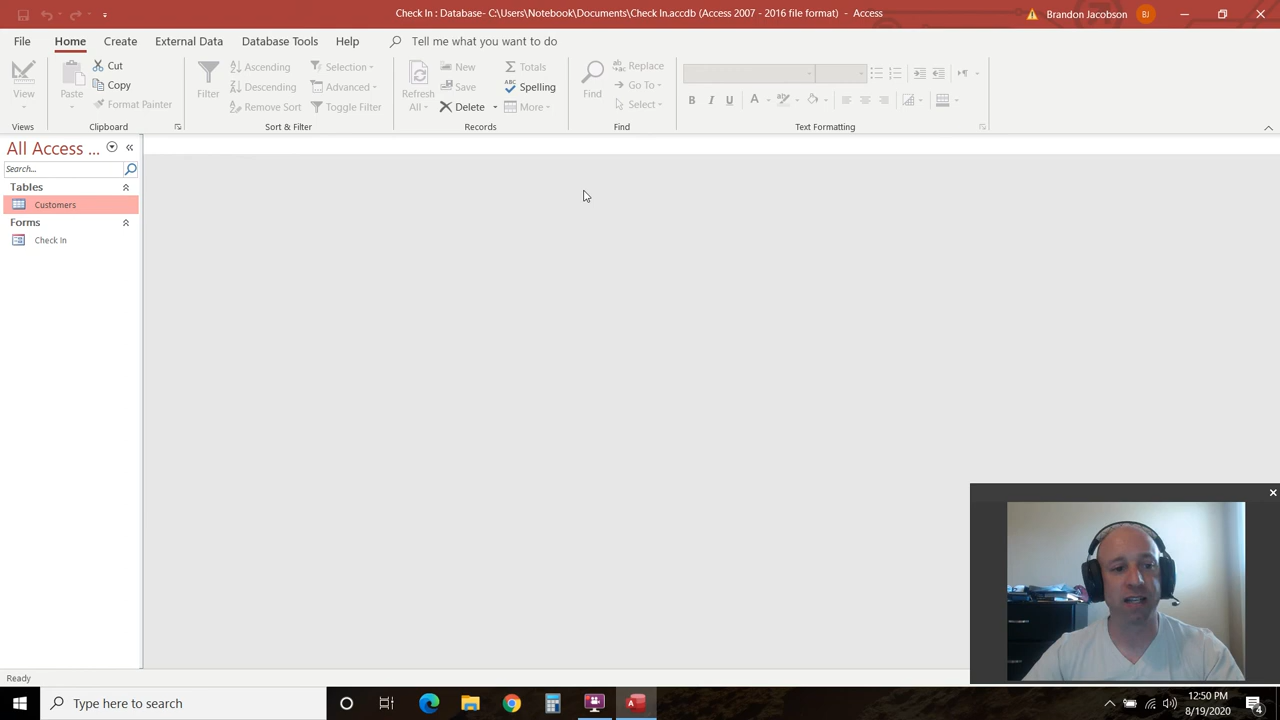 Check In : Database- C:\Users\Notebook\Documents\Check In.accdb (Access 2007 - 2016 file format) - Access
Brandon Jacobson
BJ
File
Home
Create
External Data
Database Tools
Help
Tell me what you want to do
View
Views
Paste
Cut
Copy
Format Painter
Clipboard
Filter
Ascending
Descending
Remove Sort
Selection
Advanced
Toggle Filter
Sort & Filter
Refresh
All
New
Save
Delete
Totals
Spelling
More
Records
Find
Replace
Go To
Select
Find
B I U A
Text Formatting
All Access ...
Search...
Tables
Customers
Forms
Check In
Ready
Type here to search
12:50 PM
8/19/2020
4